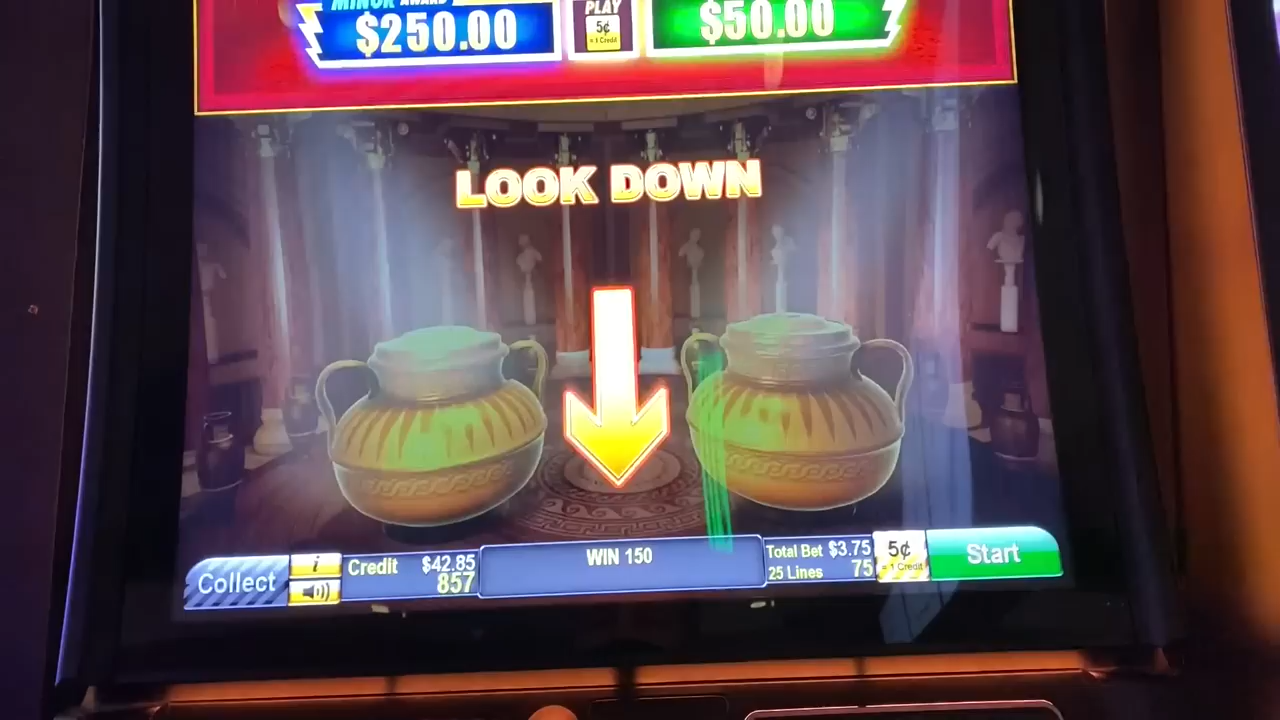 MINOR AWARD
$250.00
PLAY
5¢
= 1 Credit
$50.00
LOOK DOWN
Collect
i
Credit $42.85
857
WIN 150
Total Bet $3.75
25 Lines 75
5¢
= 1 Credit
Start